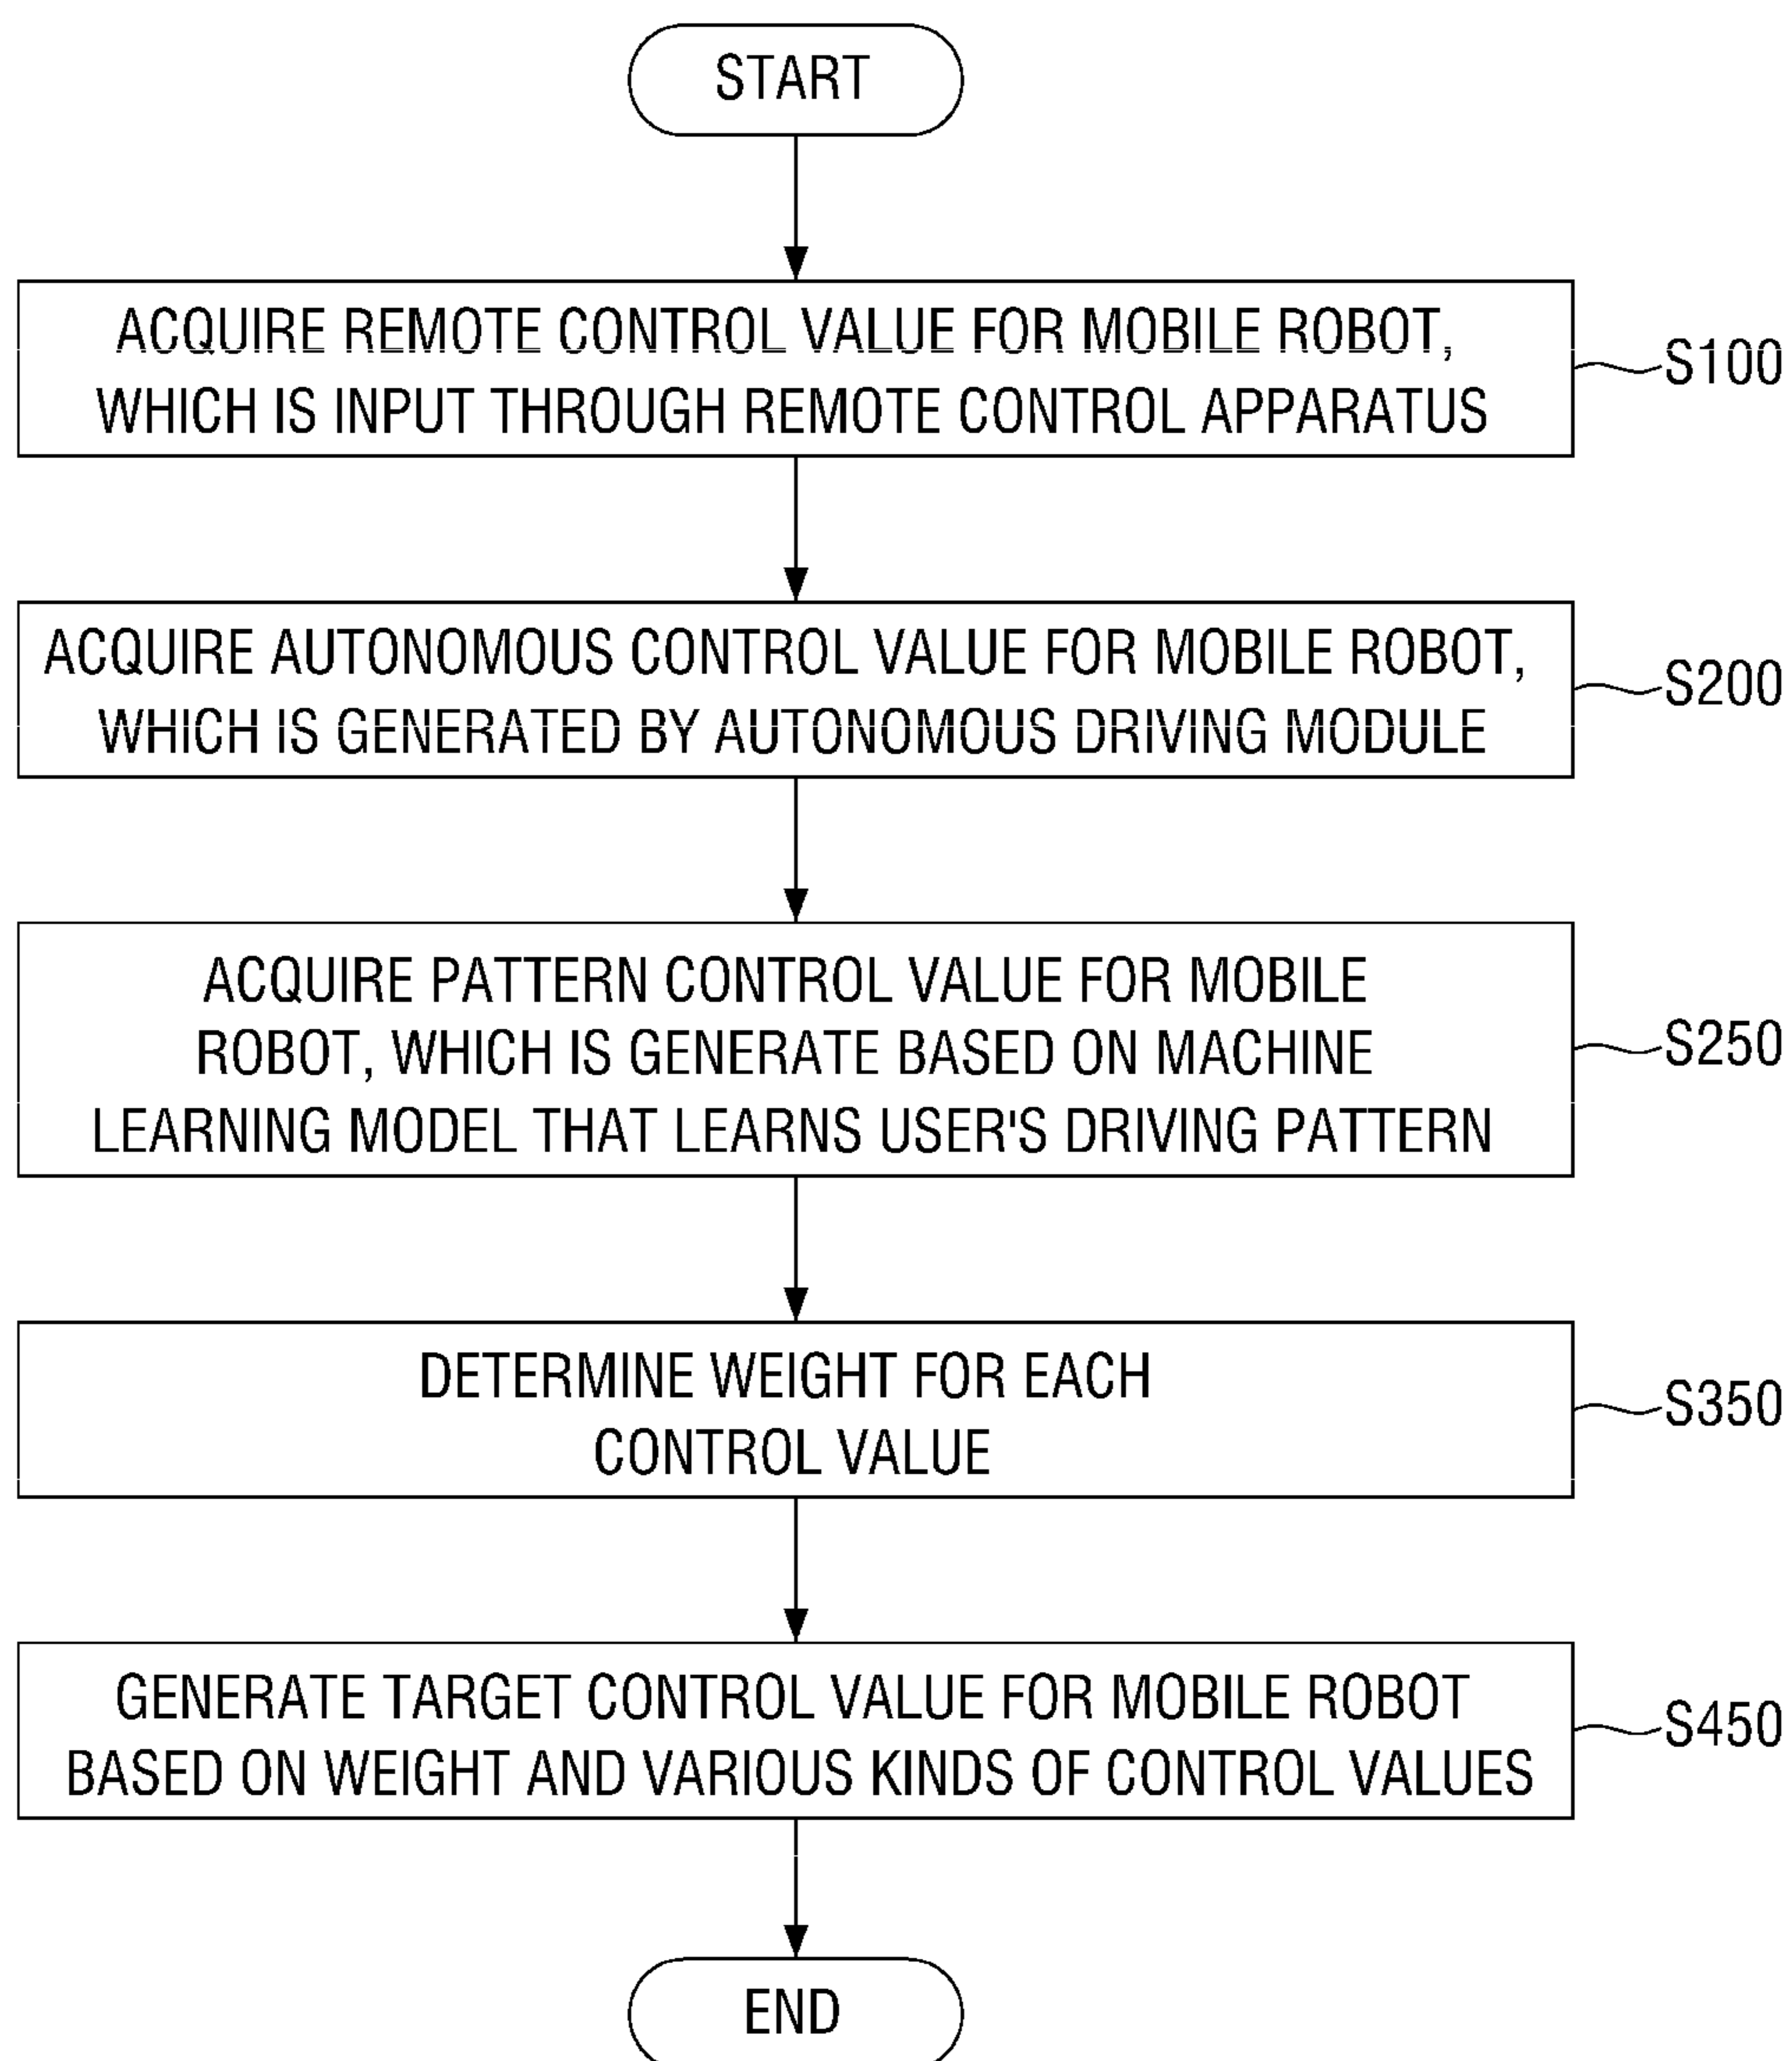 START
ACQUIRE REMOTE CONTROL VALUE FOR MOBILE ROBOT,
WHICH IS INPUT THROUGH REMOTE CONTROL APPARATUS
S100
ACQUIRE AUTONOMOUS CONTROL VALUE FOR MOBILE ROBOT,
WHICH IS GENERATED BY AUTONOMOUS DRIVING MODULE
S200
ACQUIRE PATTERN CONTROL VALUE FOR MOBILE
ROBOT, WHICH IS GENERATE BASED ON MACHINE
LEARNING MODEL THAT LEARNS USER'S DRIVING PATTERN
S250
DETERMINE WEIGHT FOR EACH
CONTROL VALUE
S350
GENERATE TARGET CONTROL VALUE FOR MOBILE ROBOT
BASED ON WEIGHT AND VARIOUS KINDS OF CONTROL VALUES
S450
END